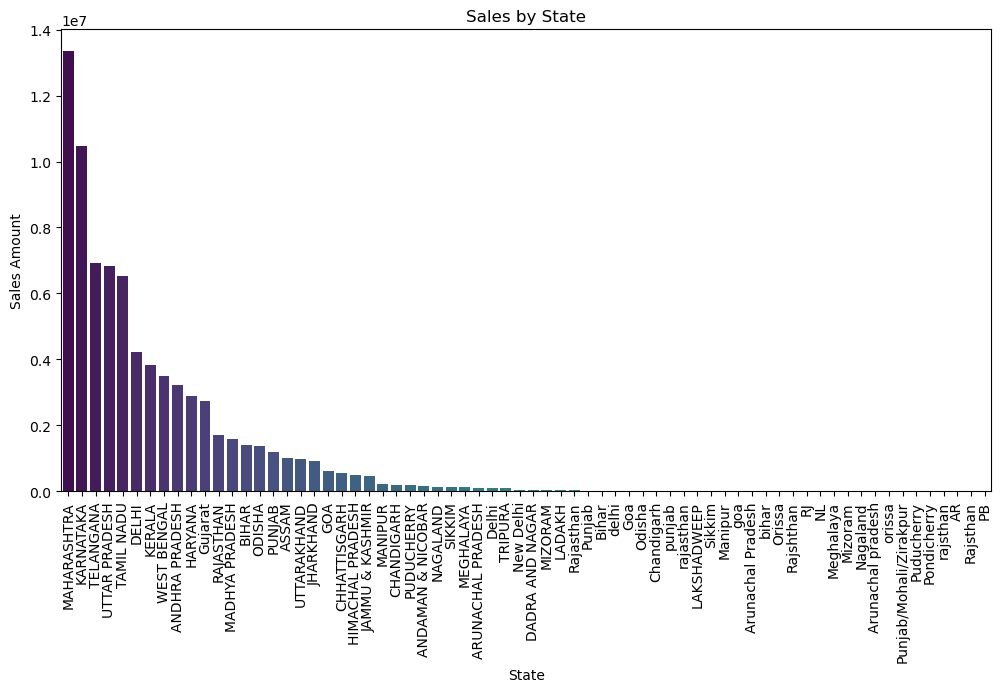 Sales by State
1e7
1.4
1.2
1.0
0.8
0.6
0.4
0.2
0.0
Sales Amount
MAHARASHTRA
KARNATAKA
TELANGANA
UTTAR PRADESH
TAMIL NADU
DELHI
KERALA
WEST BENGAL
ANDHRA PRADESH
HARYANA
Gujarat
RAJASTHAN
MADHYA PRADESH
BIHAR
ODISHA
PUNJAB
ASSAM
UTTARAKHAND
JHARKHAND
GOA
CHHATTISGARH
HIMACHAL PRADESH
JAMMU & KASHMIR
MANIPUR
CHANDIGARH
PUDUCHERRY
ANDAMAN & NICOBAR
NAGALAND
SIKKIM
MEGHALAYA
ARUNACHAL PRADESH
Delhi
TRIPURA
New Delhi
DADRA AND NAGAR
MIZORAM
LADAKH
Rajasthan
Punjab
Bihar
delhi
Goa
Odisha
Chandigarh
punjab
rajasthan
LAKSHADWEEP
Sikkim
Manipur
goa
Arunachal Pradesh
bihar
Orissa
Rajshthan
RJ
NL
Meghalaya
Mizoram
Nagaland
Arunachal pradesh
orissa
Punjab/Mohali/Zirakpur
Puducherry
Pondicherry
rajsthan
AR
Rajsthan
PB
State